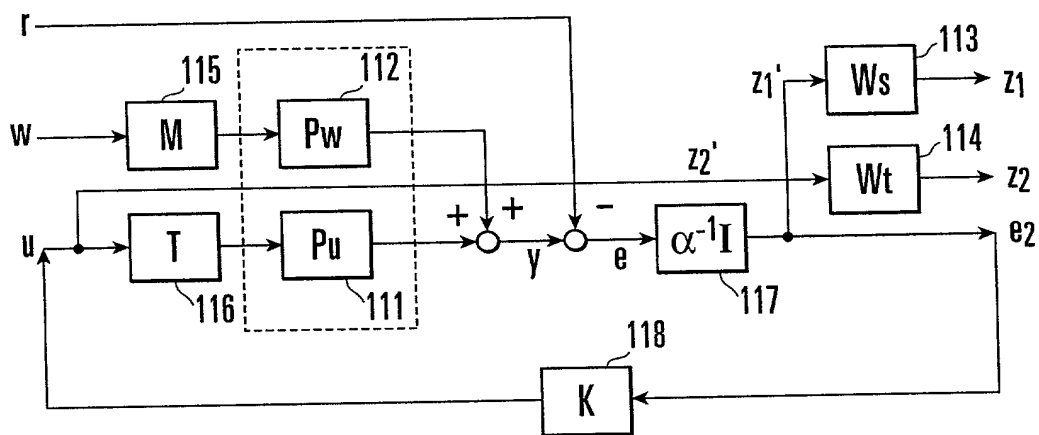 r
w
115
M
112
Pw
z1'
113
Ws
z1
z2'
114
Wt
z2
u
T
116
Pu
111
+
+
y
−
e
α⁻¹I
117
e2
118
K